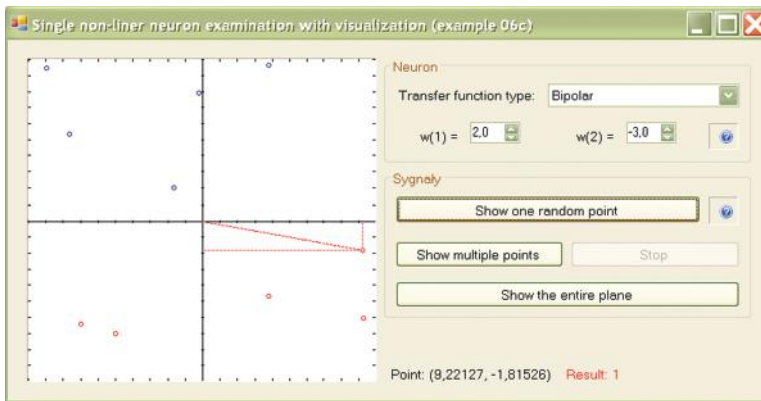 Single non-liner neuron examination with visualization (example 06c)
Neuron
Transfer function type: Bipolar
w(1) = 2,0 w(2) = -3,0
Sygnały
Show one random point
Show multiple points Stop
Show the entire plane
Point: (9,22127, -1,81526) Result: 1